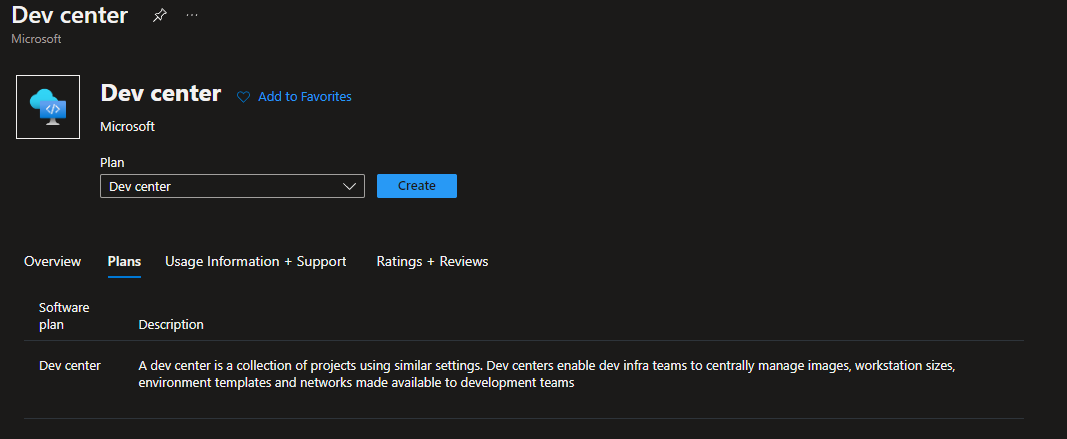 Dev center
Microsoft
Dev center
Add to Favorites
Microsoft
Plan
Dev center
Create
Overview
Plans
Usage Information + Support
Ratings + Reviews
Software
plan
Description
Dev center
A dev center is a collection of projects using similar settings. Dev centers enable dev infra teams to centrally manage images, workstation sizes,
environment templates and networks made available to development teams